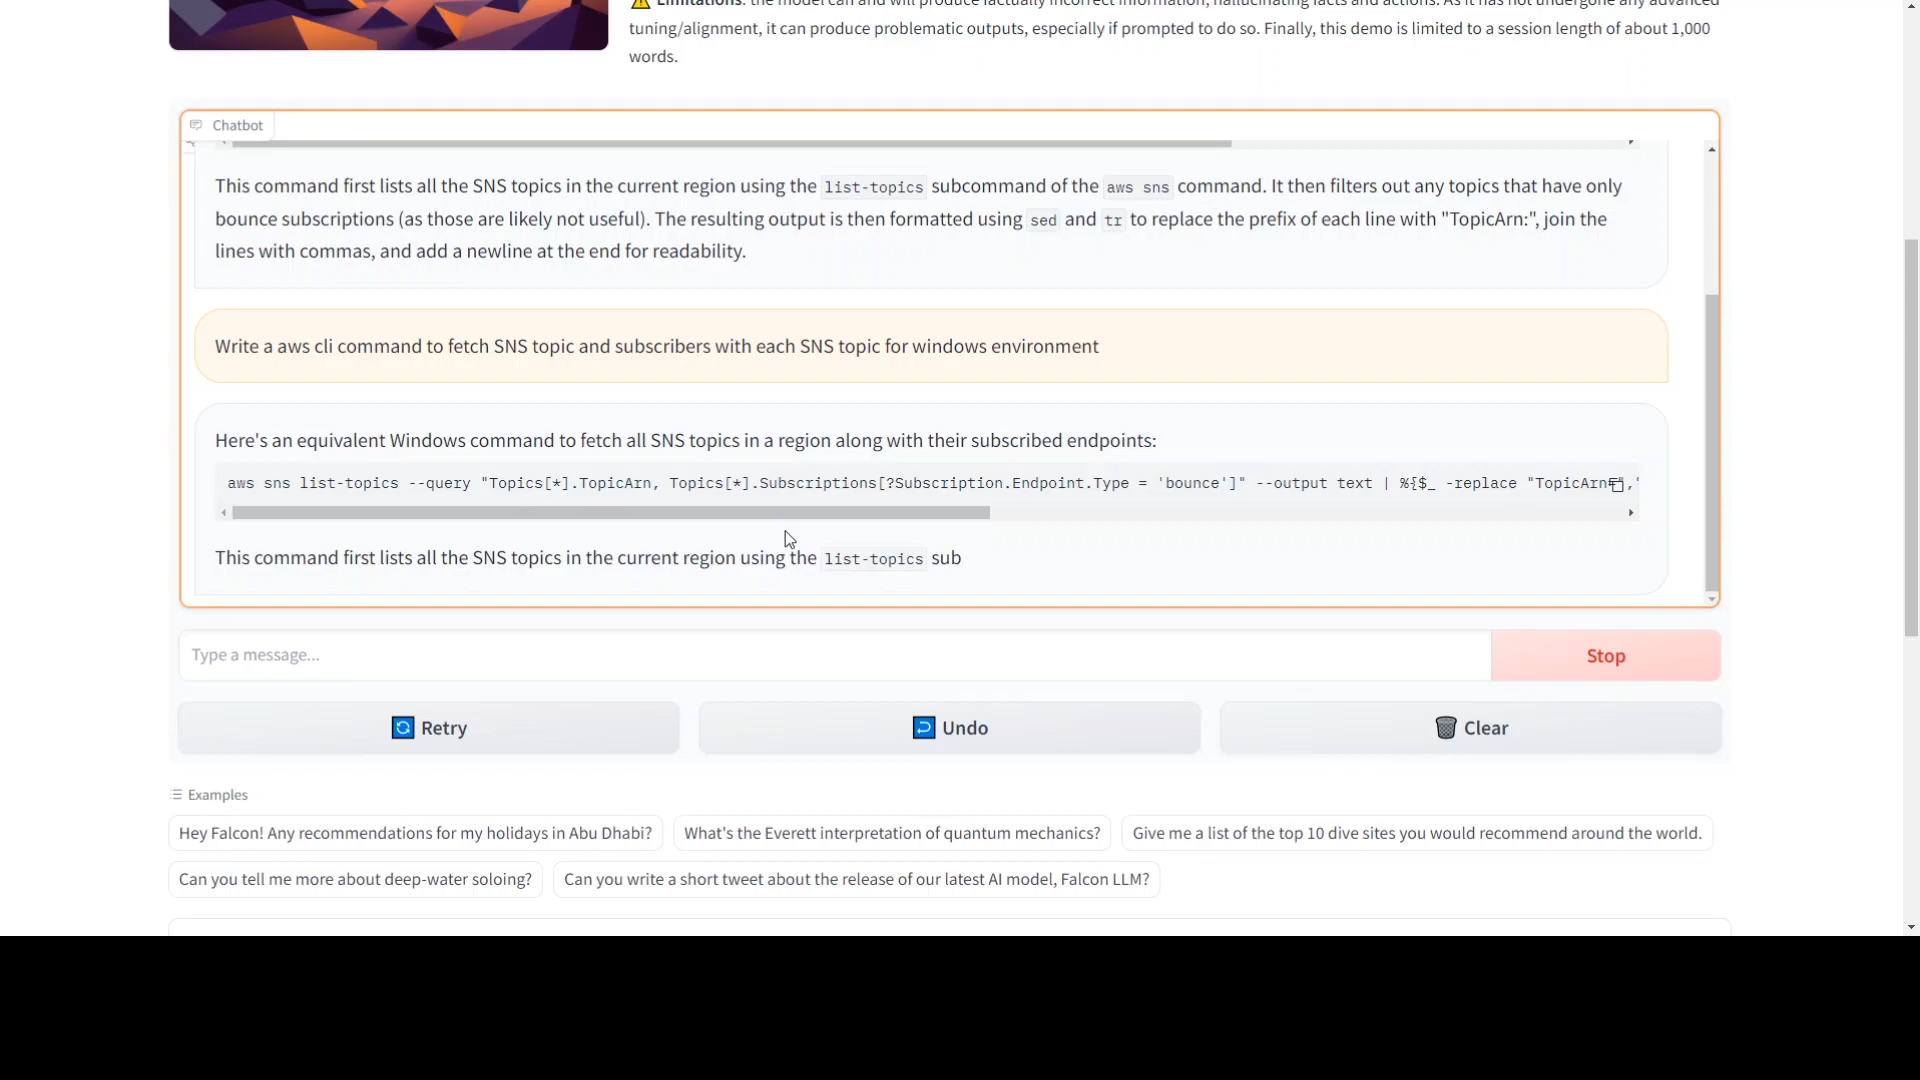 Limitations: the model can and will produce factually incorrect information, hallucinating facts and actions. As it has not undergone any advanced
tuning/alignment, it can produce problematic outputs, especially if prompted to do so. Finally, this demo is limited to a session length of about 1,000
words.
Chatbot
This command first lists all the SNS topics in the current region using the list-topics subcommand of the aws sns command. It then filters out any topics that have only
bounce subscriptions (as those are likely not useful). The resulting output is then formatted using sed and tr to replace the prefix of each line with "TopicArn:", join the
lines with commas, and add a newline at the end for readability.
Write a aws cli command to fetch SNS topic and subscribers with each SNS topic for windows environment
Here's an equivalent Windows command to fetch all SNS topics in a region along with their subscribed endpoints:
aws sns list-topics --query "Topics[*].TopicArn, Topics[*].Subscriptions[?Subscription.Endpoint.Type = 'bounce']" --output text | %{$_ -replace
This command first lists all the SNS topics in the current region using the list-topics sub
Type a message...
Stop
Retry
Undo
Clear
Examples
Hey Falcon! Any recommendations for my holidays in Abu Dhabi?
What's the Everett interpretation of quantum mechanics?
Give me a list of the top 10 dive sites you would recommend around the world.
Can you tell me more about deep-water soloing?
Can you write a short tweet about the release of our latest AI model, Falcon LLM?